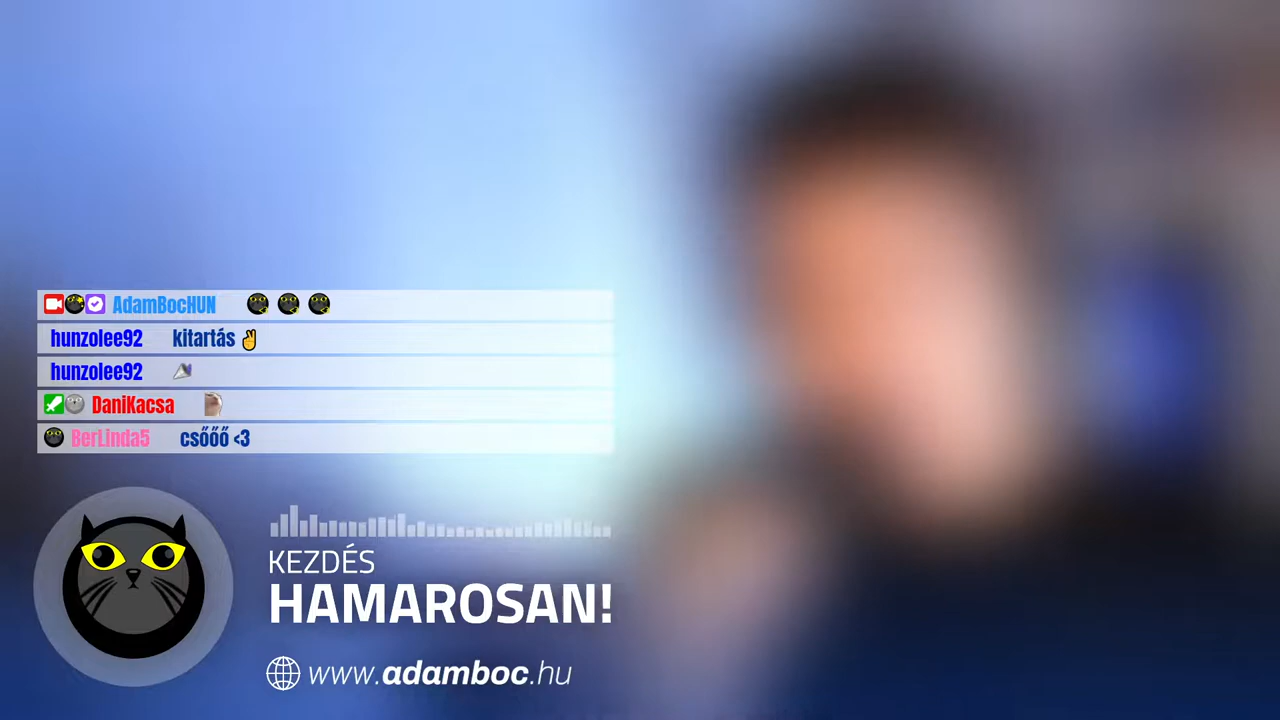 AdamBocHUN
hunzolee92 kitartás ✌
hunzolee92
DaniKacsa
BerLinda5 csőőő <3
KEZDÉS
HAMAROSAN!
www.adamboc.hu